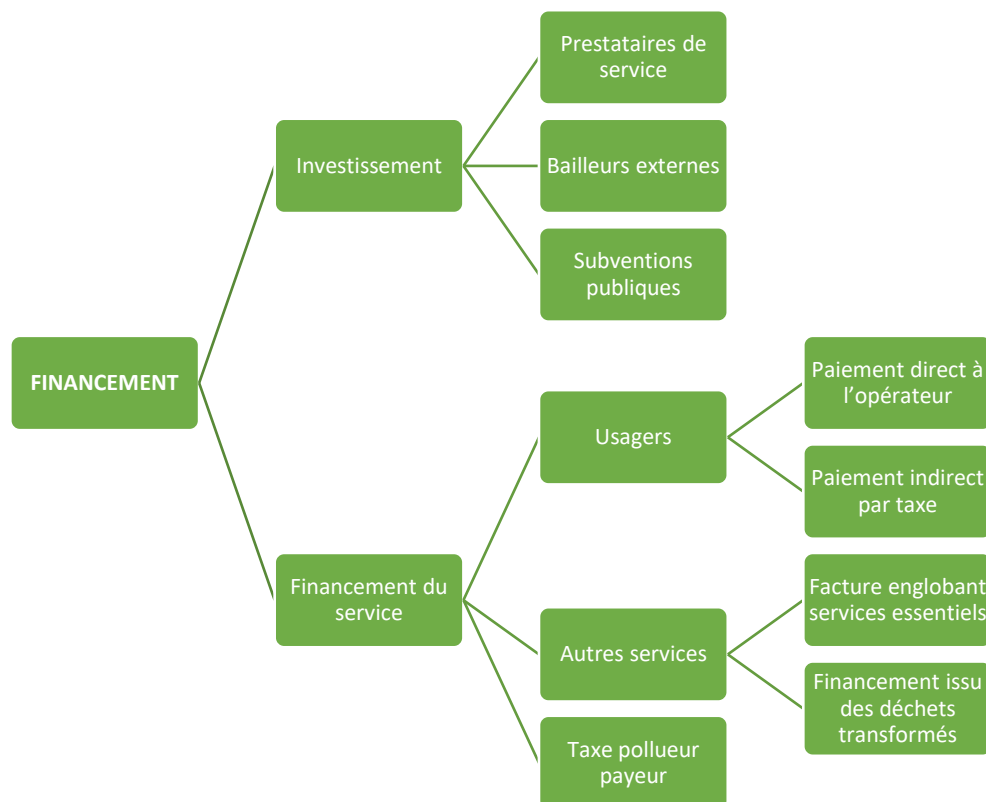 FINANCEMENT
Investissement
Prestataires de
service
Bailleurs externes
Subventions
publiques
Financement du
service
Usagers
Paiement direct à
l'opérateur
Paiement indirect
par taxe
Autres services
Facture englobant
services essentiels
Financement issu
des déchets
transformés
Taxe pollueur
payeur